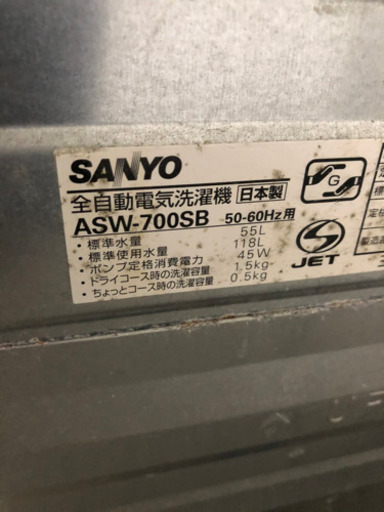 SANYO
全自動電気洗濯機 日本製
ASW-700SB 50-60Hz用
・標準水量 55L
・標準使用水量 118L
・ポンプ定格消費電力 45W
・ドライコース時の洗濯容量 1.5kg
・ちょっとコース時の洗濯容量 0.5kg
G
S
JET